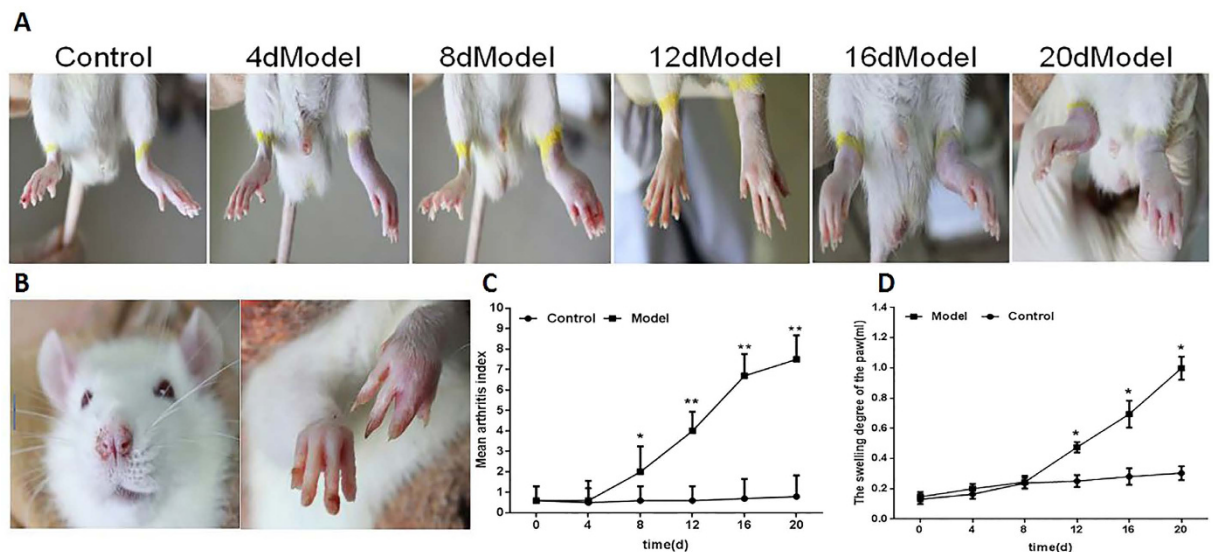 A
Control 4dModel 8dModel 12dModel 16dModel 20dModel
B
C
Mean arthritis index
10
9
8
7
6
5
4
3
2
1
0
Control Model
*
**
**
**
0 4 8 12 16 20
time(d)
D
The swelling degree of the paw(ml)
1.4
1.2
1.0
0.8
0.6
0.4
0.2
0.0
Model Control
*
*
*
0 4 8 12 16 20
time(d)